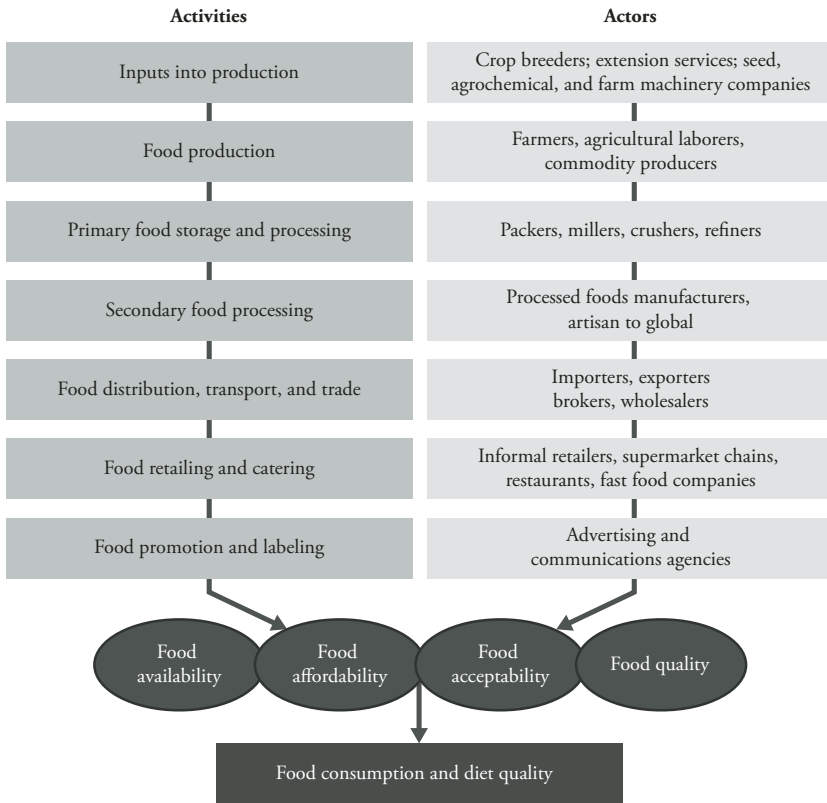 Activities
Actors
Inputs into production
Crop breeders; extension services; seed,
agrochemical, and farm machinery companies
Food production
Farmers, agricultural laborers,
commodity producers
Primary food storage and processing
Packers, millers, crushers, refiners
Secondary food processing
Processed foods manufacturers,
artisan to global
Food distribution, transport, and trade
Importers, exporters
brokers, wholesalers
Food retailing and catering
Informal retailers, supermarket chains,
restaurants, fast food companies
Food promotion and labeling
Advertising and
communications agencies
Food
availability
Food
affordability
Food
acceptability
Food quality
Food consumption and diet quality